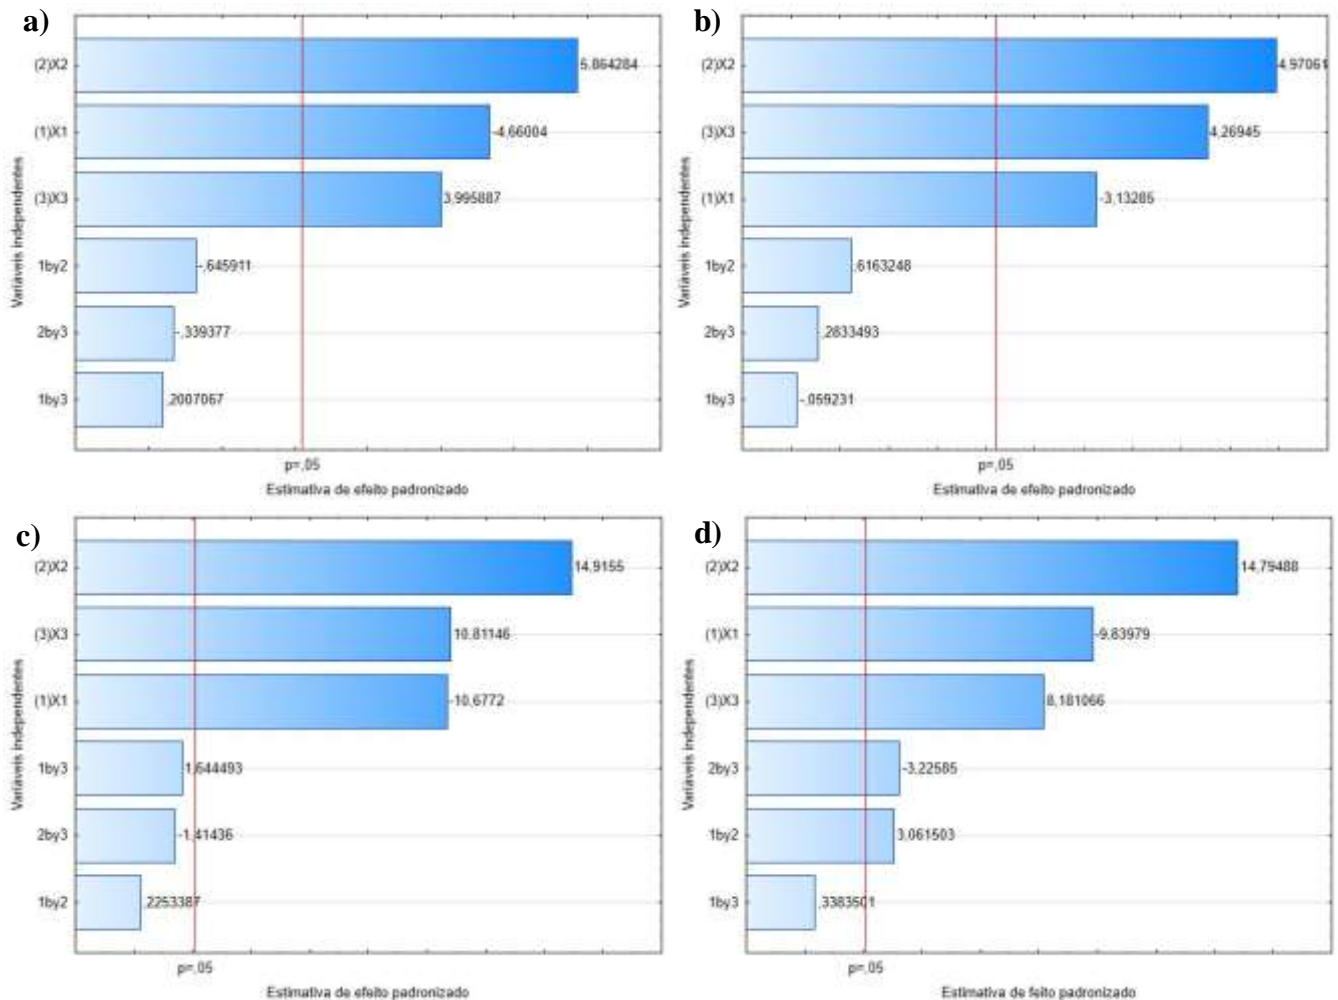 a)
(2)X2
5,864284
(1)X1
-4,66004
(3)X3
3,995887
1by2
-,645911
2by3
-,339377
1by3
,2007067
Variáveis independentes
p=,05
Estimativa de efeito padronizado
b)
(2)X2
4,97061
(3)X3
4,26945
(1)X1
-3,13285
1by2
,6163248
2by3
,2833493
1by3
-,059231
Variáveis independentes
p=,05
Estimativa de efeito padronizado
c)
(2)X2
14,9155
(3)X3
10,81146
(1)X1
-10,6772
1by3
1,644493
2by3
-1,41436
1by2
,2253387
Variáveis independentes
p=,05
Estimativa de efeito padronizado
d)
(2)X2
14,79488
(1)X1
-9,83979
(3)X3
8,181066
2by3
-3,22585
1by2
3,061503
1by3
,3383501
Variáveis independentes
p=,05
Estimativa de feito padronizado